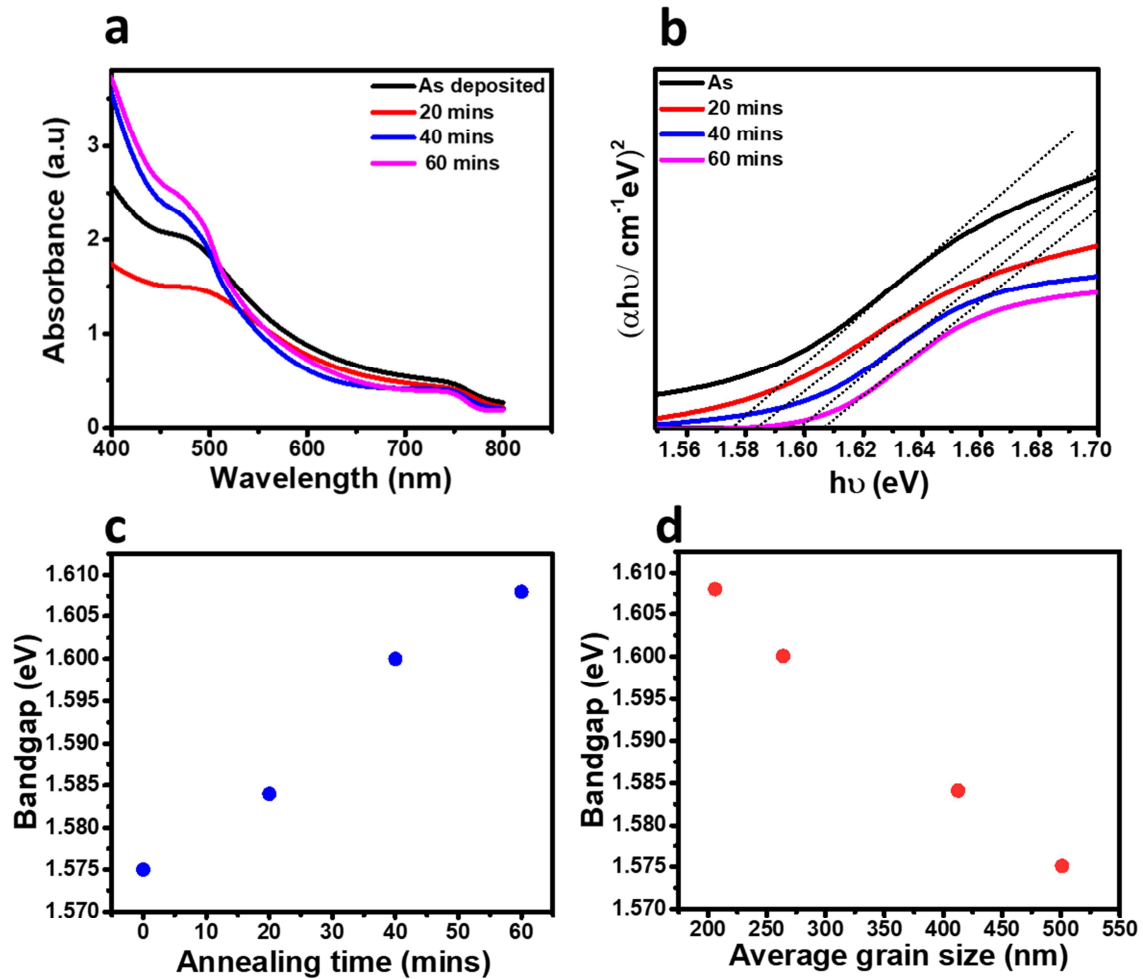 a
Absorbance (a.u)
3
2
1
0
As deposited
20 mins
40 mins
60 mins
400 500 600 700 800
Wavelength (nm)
b
(αhυ/ cm⁻¹eV)²
As
20 mins
40 mins
60 mins
1.56 1.58 1.60 1.62 1.64 1.66 1.68 1.70
hυ (eV)
c
Bandgap (eV)
1.610
1.605
1.600
1.595
1.590
1.585
1.580
1.575
1.570
0 10 20 30 40 50 60
Annealing time (mins)
d
Bandgap (eV)
1.610
1.605
1.600
1.595
1.590
1.585
1.580
1.575
1.570
200 250 300 350 400 450 500 550
Average grain size (nm)